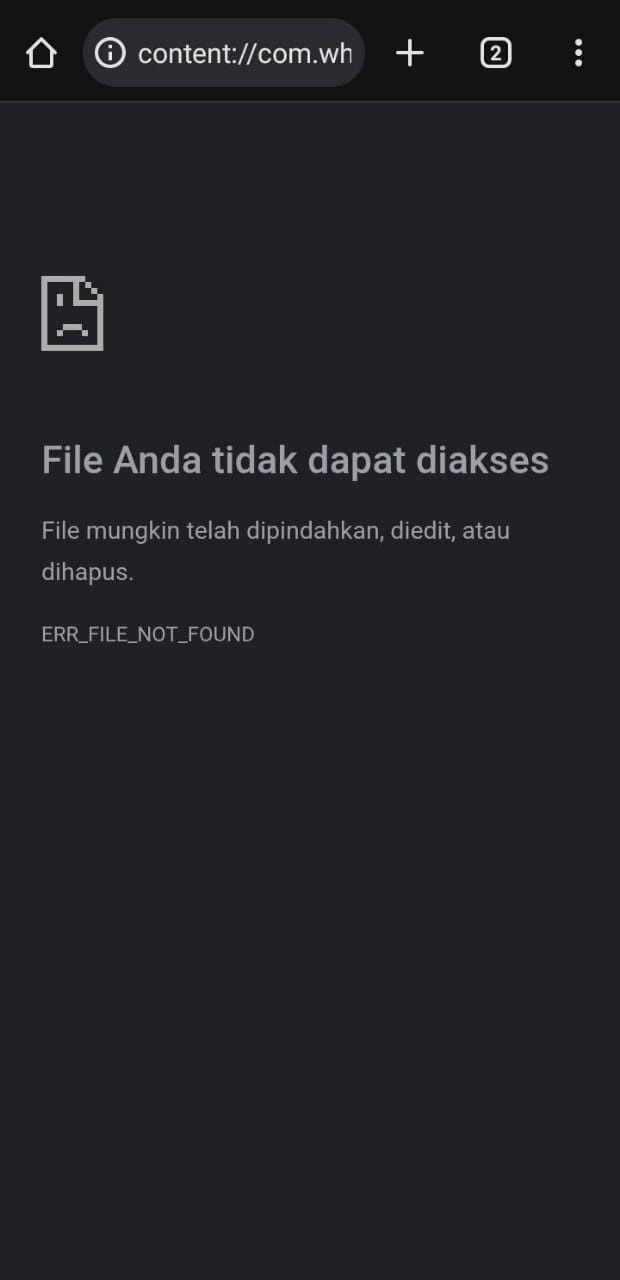 content://com.wh
2
File Anda tidak dapat diakses
File mungkin telah dipindahkan, diedit, atau
dihapus.
ERR_FILE_NOT_FOUND